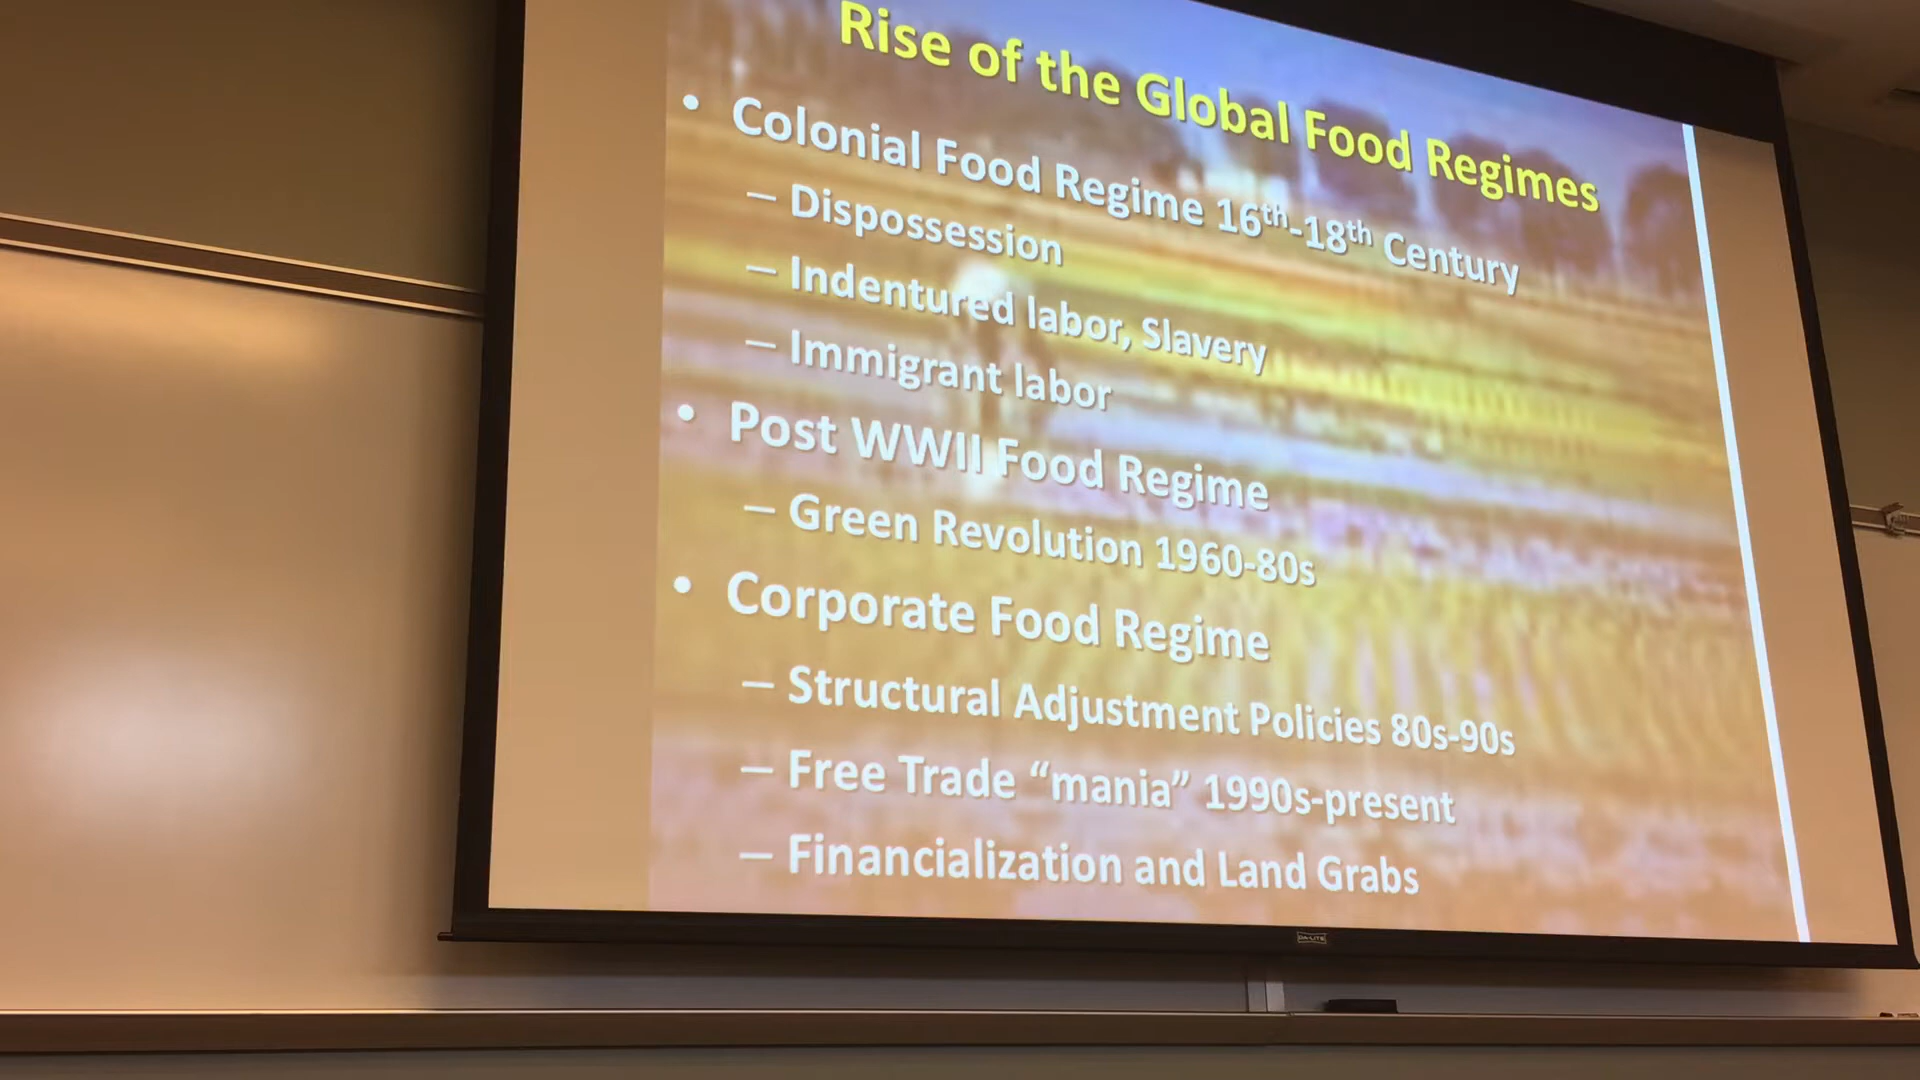 Rise of the Global Food Regimes
• Colonial Food Regime 16th-18th Century
– Dispossession
– Indentured labor, Slavery
– Immigrant labor
• Post WWII Food Regime
– Green Revolution 1960-80s
• Corporate Food Regime
– Structural Adjustment Policies 80s-90s
– Free Trade “mania” 1990s-present
– Financialization and Land Grabs
DA-LITE